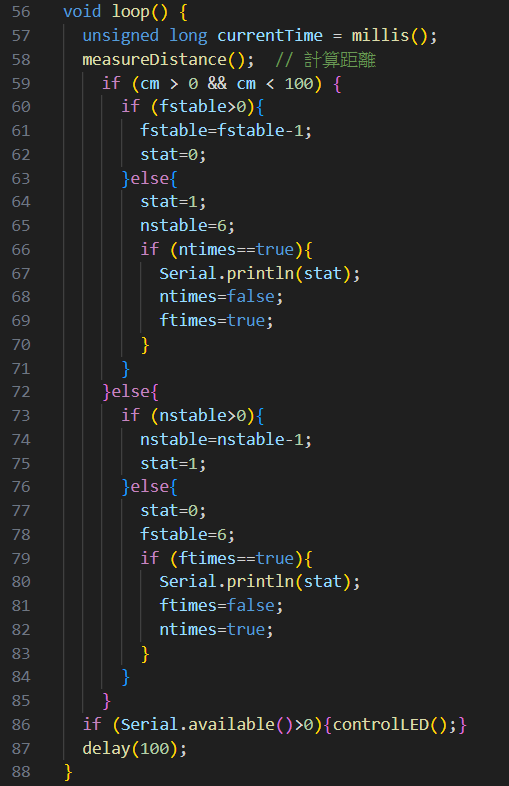 56 void loop() {
57 unsigned long currentTime = millis();
58 measureDistance();  // 計算距離
59 if (cm > 0 && cm < 100) {
60 if (fstable>0){
61 fstable=fstable-1;
62 stat=0;
63 }else{
64 stat=1;
65 nstable=6;
66 if (ntimes==true){
67 Serial.println(stat);
68 ntimes=false;
69 ftimes=true;
70 }
71 }
72 }else{
73 if (nstable>0){
74 nstable=nstable-1;
75 stat=1;
76 }else{
77 stat=0;
78 fstable=6;
79 if (ftimes==true){
80 Serial.println(stat);
81 ftimes=false;
82 ntimes=true;
83 }
84 }
85 }
86 if (Serial.available()>0){controlLED();}
87 delay(100);
88 }